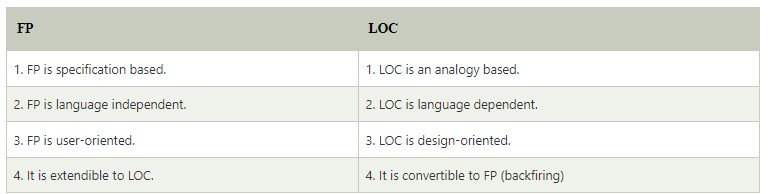 FP LOC
1. FP is specification based. 1. LOC is an analogy based.
2. FP is language independent. 2. LOC is language dependent.
3. FP is user-oriented. 3. LOC is design-oriented.
4. It is extendible to LOC. 4. It is convertible to FP (backfiring)